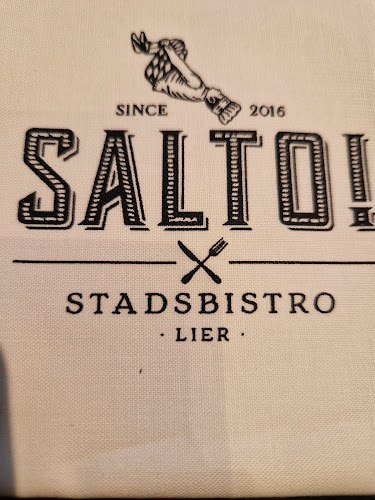 SINCE 2016
SALTO!
STADSBISTRO
· LIER ·